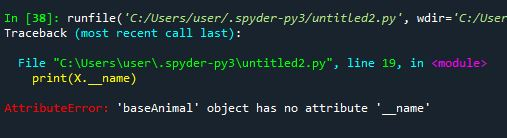 In [38]: runfile('C:/Users/user/.spyder-py3/untitled2.py', wdir='C:/User
Traceback (most recent call last):
File "C:\Users\user\.spyder-py3\untitled2.py", line 19, in <module>
print(X.__name)
AttributeError: 'baseAnimal' object has no attribute '__name'